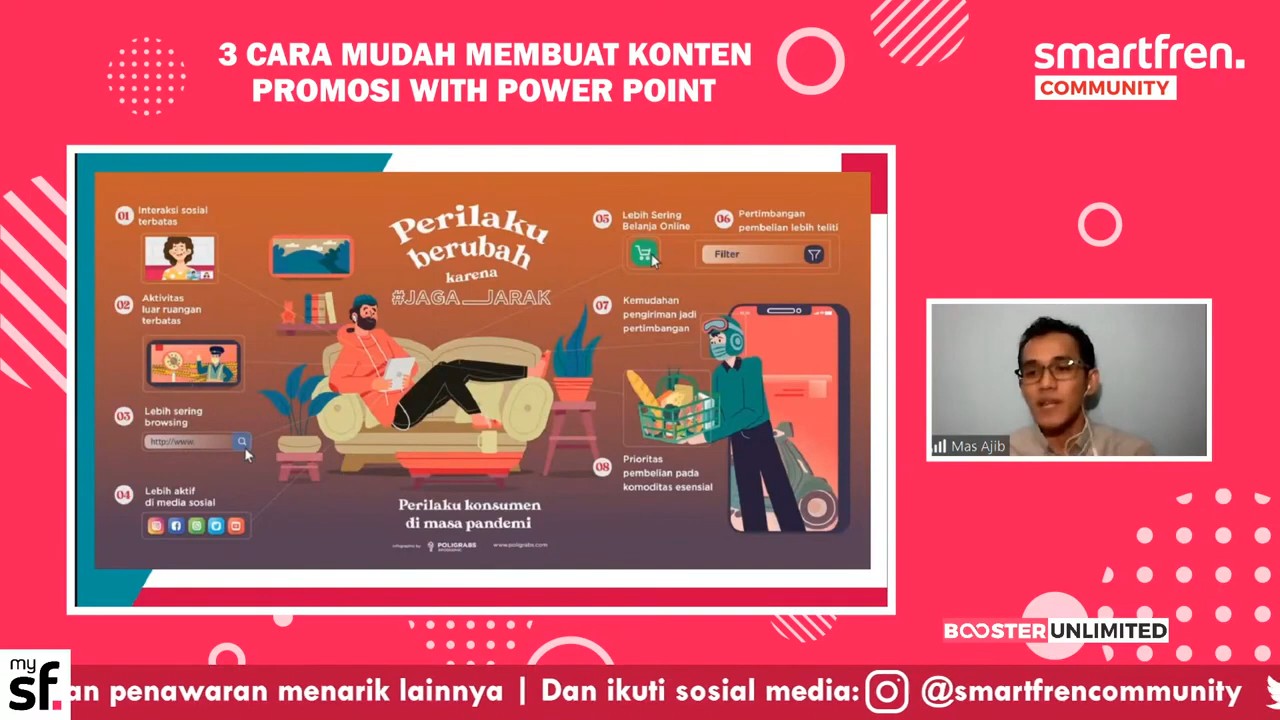 3 CARA MUDAH MEMBUAT KONTEN
PROMOSI WITH POWER POINT
smartfren.
COMMUNITY
01 Interaksi sosial
terbatas
02 Aktivitas
luar ruangan
terbatas
03 Lebih sering
browsing
http://www.
04 Lebih aktif
di media sosial
Perilaku
berubah
karena
#JAGA__JARAK
Perilaku konsumen
di masa pandemi
infographic by POLIGRABS
www.poligrabs.com
05 Lebih Sering
Belanja Online
06 Pertimbangan
pembelian lebih teliti
Filter
07 Kemudahan
pengiriman jadi
pertimbangan
08 Prioritas
pembelian pada
komoditas esensial
Mas Ajib
BOOSTER UNLIMITED
my
sf.
an penawaran menarik lainnya | Dan ikuti sosial media: @smartfrencommunity